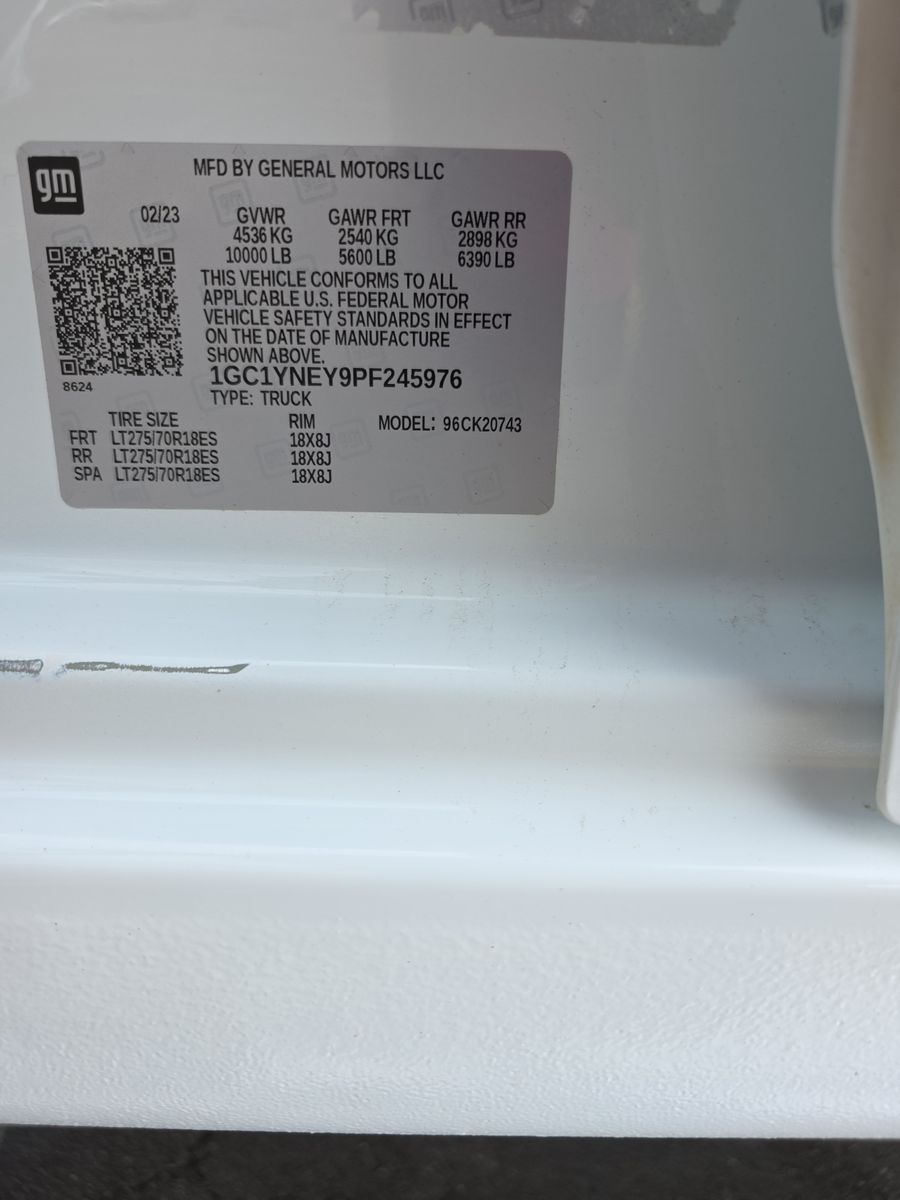 gm
MFD BY GENERAL MOTORS LLC
02/23 GVWR GAWR FRT GAWR RR
4536 KG 2540 KG 2898 KG
10000 LB 5600 LB 6390 LB
THIS VEHICLE CONFORMS TO ALL
APPLICABLE U.S. FEDERAL MOTOR
VEHICLE SAFETY STANDARDS IN EFFECT
ON THE DATE OF MANUFACTURE
SHOWN ABOVE.
8624
1GC1YNEY9PF245976
TYPE: TRUCK
TIRE SIZE RIM MODEL: 96CK20743
FRT LT275/70R18ES 18X8J
RR LT275/70R18ES 18X8J
SPA LT275/70R18ES 18X8J